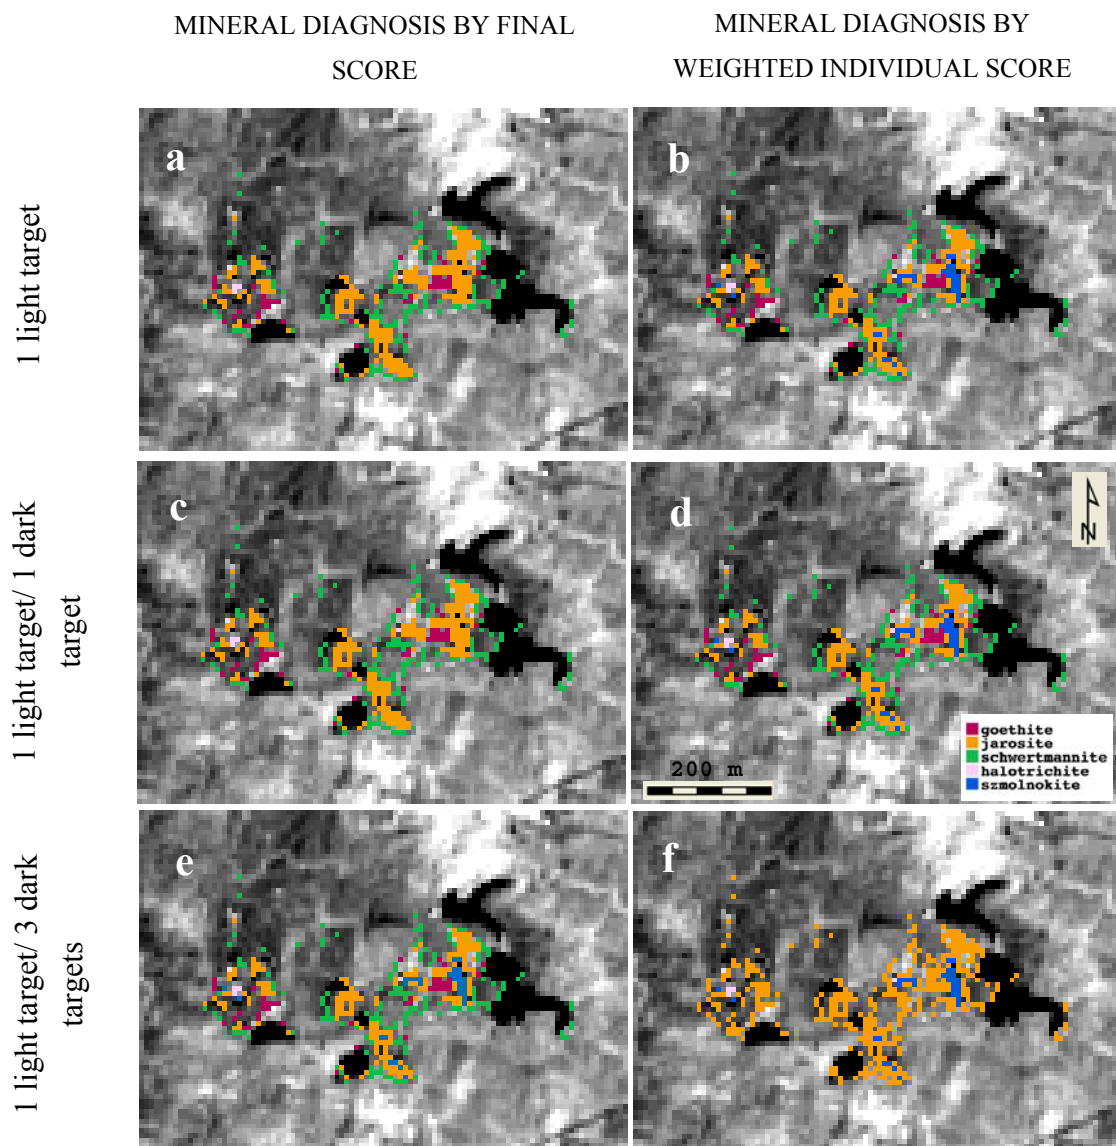 MINERAL DIAGNOSIS BY FINAL
SCORE
MINERAL DIAGNOSIS BY
WEIGHTED INDIVIDUAL SCORE
1 light target
a
b
1 light target/ 1 dark
target
c
d
N
goethite
jarosite
schwertmannite
halotrichite
szmolnokite
200 m
1 light target/ 3 dark
targets
e
f